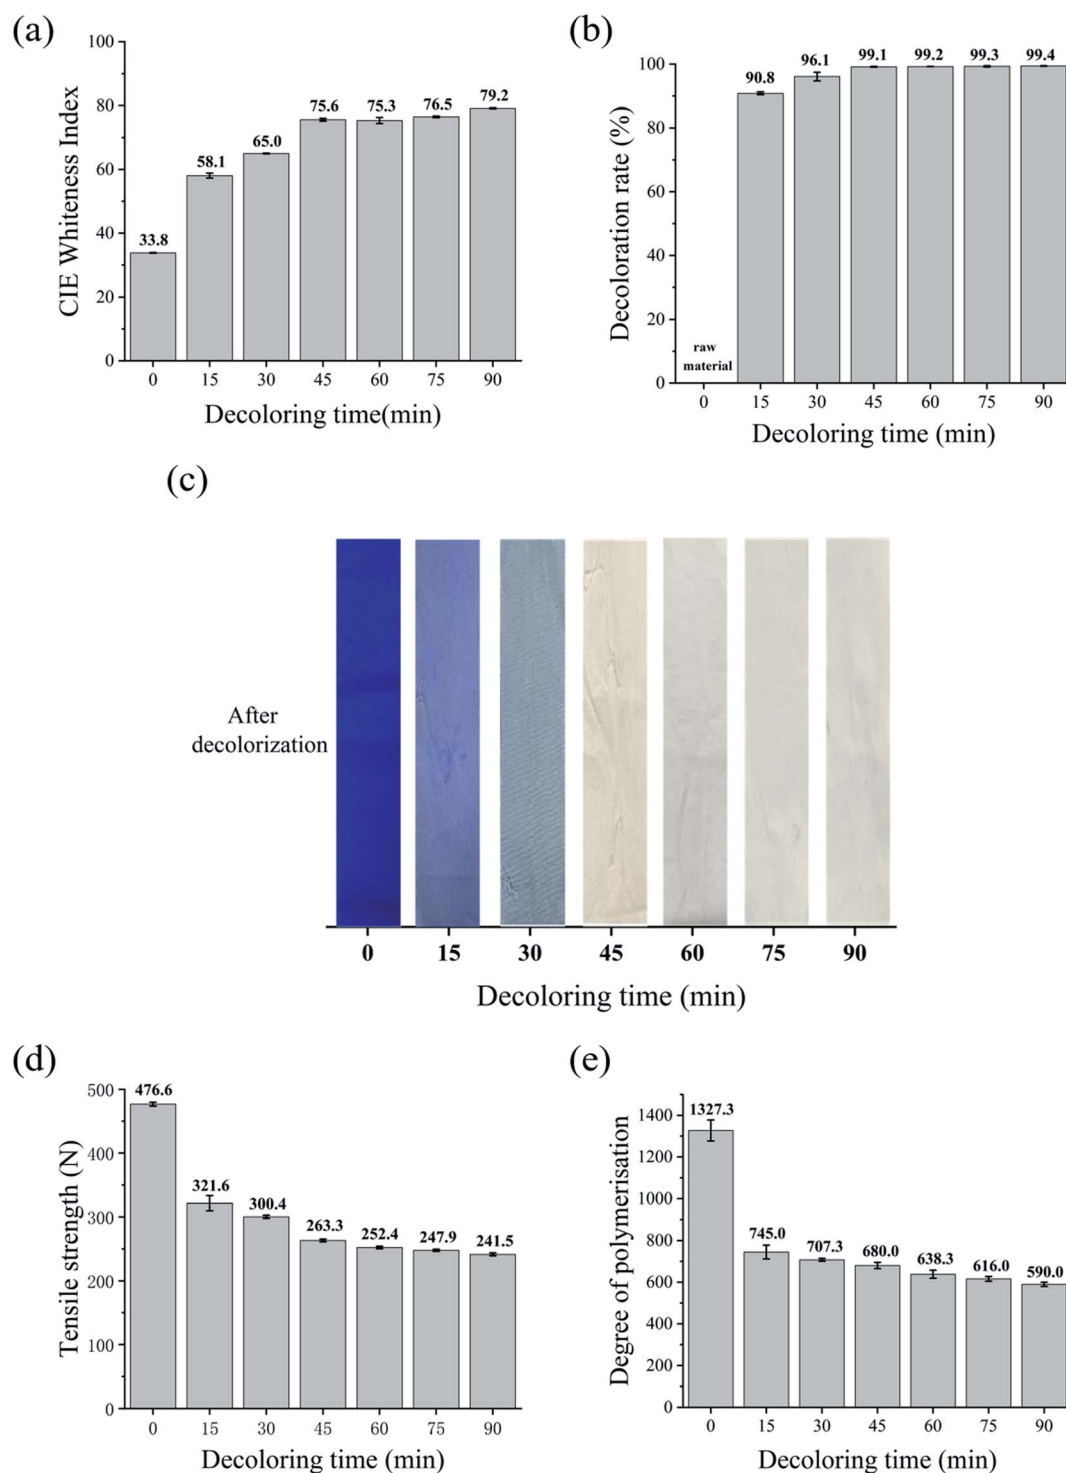 (a)
100
80
60
40
20
0
CIE Whiteness Index
33.8
58.1
65.0
75.6
75.3
76.5
79.2
0 15 30 45 60 75 90
Decoloring time(min)
(b)
100
80
60
40
20
0
Decoloration rate (%)
raw
material
90.8
96.1
99.1
99.2
99.3
99.4
0 15 30 45 60 75 90
Decoloring time (min)
(c)
After
decolorization
0 15 30 45 60 75 90
Decoloring time (min)
(d)
500
400
300
200
100
0
Tensile strength (N)
476.6
321.6
300.4
263.3
252.4
247.9
241.5
0 15 30 45 60 75 90
Decoloring time (min)
(e)
1400
1200
1000
800
600
400
200
0
Degree of polymerisation
1327.3
745.0
707.3
680.0
638.3
616.0
590.0
0 15 30 45 60 75 90
Decoloring time (min)